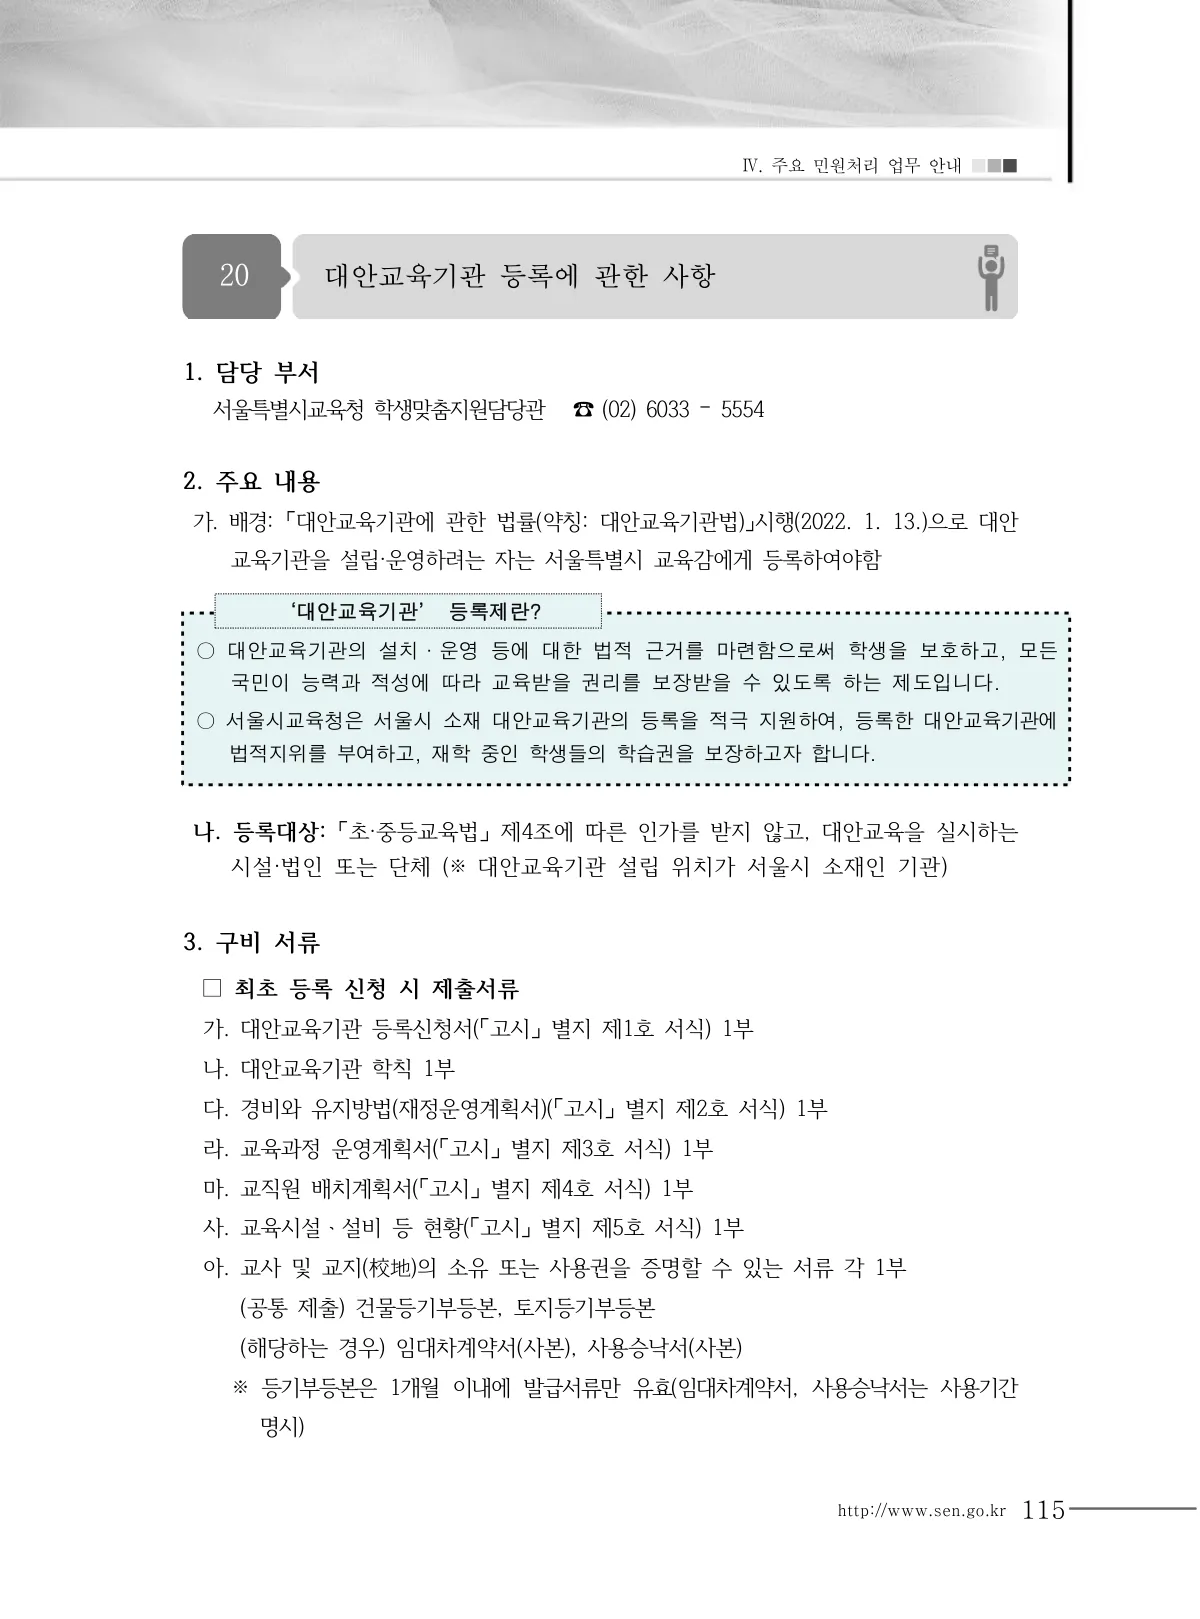 Ⅳ. 주요 민원처리 업무 안내
20 대안교육기관 등록에 관한 사항
1. 담당 부서
서울특별시교육청 학생맞춤지원담당관 ☎ (02) 6033 - 5554
2. 주요 내용
가. 배경: 「대안교육기관에 관한 법률(약칭: 대안교육기관법)」시행(2022. 1. 13.)으로 대안
교육기관을 설립·운영하려는 자는 서울특별시 교육감에게 등록하여야함
‘대안교육기관’ 등록제란?
○ 대안교육기관의 설치 · 운영 등에 대한 법적 근거를 마련함으로써 학생을 보호하고, 모든
국민이 능력과 적성에 따라 교육받을 권리를 보장받을 수 있도록 하는 제도입니다.
○ 서울시교육청은 서울시 소재 대안교육기관의 등록을 적극 지원하여, 등록한 대안교육기관에
법적지위를 부여하고, 재학 중인 학생들의 학습권을 보장하고자 합니다.
나. 등록대상: 「초·중등교육법」 제4조에 따른 인가를 받지 않고, 대안교육을 실시하는
시설·법인 또는 단체 (※ 대안교육기관 설립 위치가 서울시 소재인 기관)
3. 구비 서류
□ 최초 등록 신청 시 제출서류
가. 대안교육기관 등록신청서(「고시」 별지 제1호 서식) 1부
나. 대안교육기관 학칙 1부
다. 경비와 유지방법(재정운영계획서)(「고시」 별지 제2호 서식) 1부
라. 교육과정 운영계획서(「고시」 별지 제3호 서식) 1부
마. 교직원 배치계획서(「고시」 별지 제4호 서식) 1부
사. 교육시설ㆍ설비 등 현황(「고시」 별지 제5호 서식) 1부
아. 교사 및 교지(校地)의 소유 또는 사용권을 증명할 수 있는 서류 각 1부
(공통 제출) 건물등기부등본, 토지등기부등본
(해당하는 경우) 임대차계약서(사본), 사용승낙서(사본)
※ 등기부등본은 1개월 이내에 발급서류만 유효(임대차계약서, 사용승낙서는 사용기간
명시)
http://www.sen.go.kr 115